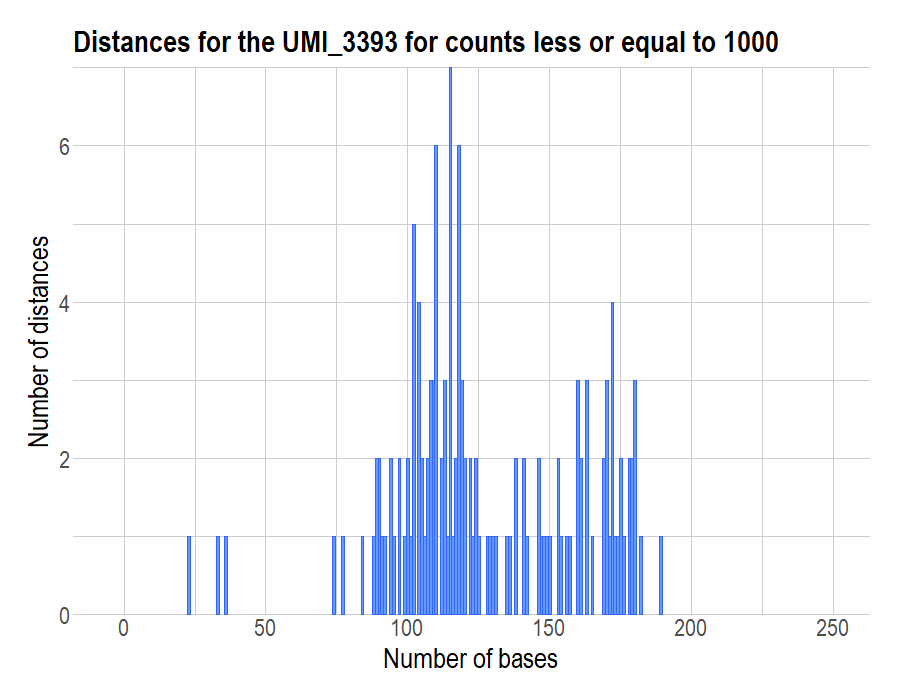 Distances for the UMI_3393 for counts less or equal to 1000
Number of distances
6
4
2
0
0 50 100 150 200 250
Number of bases